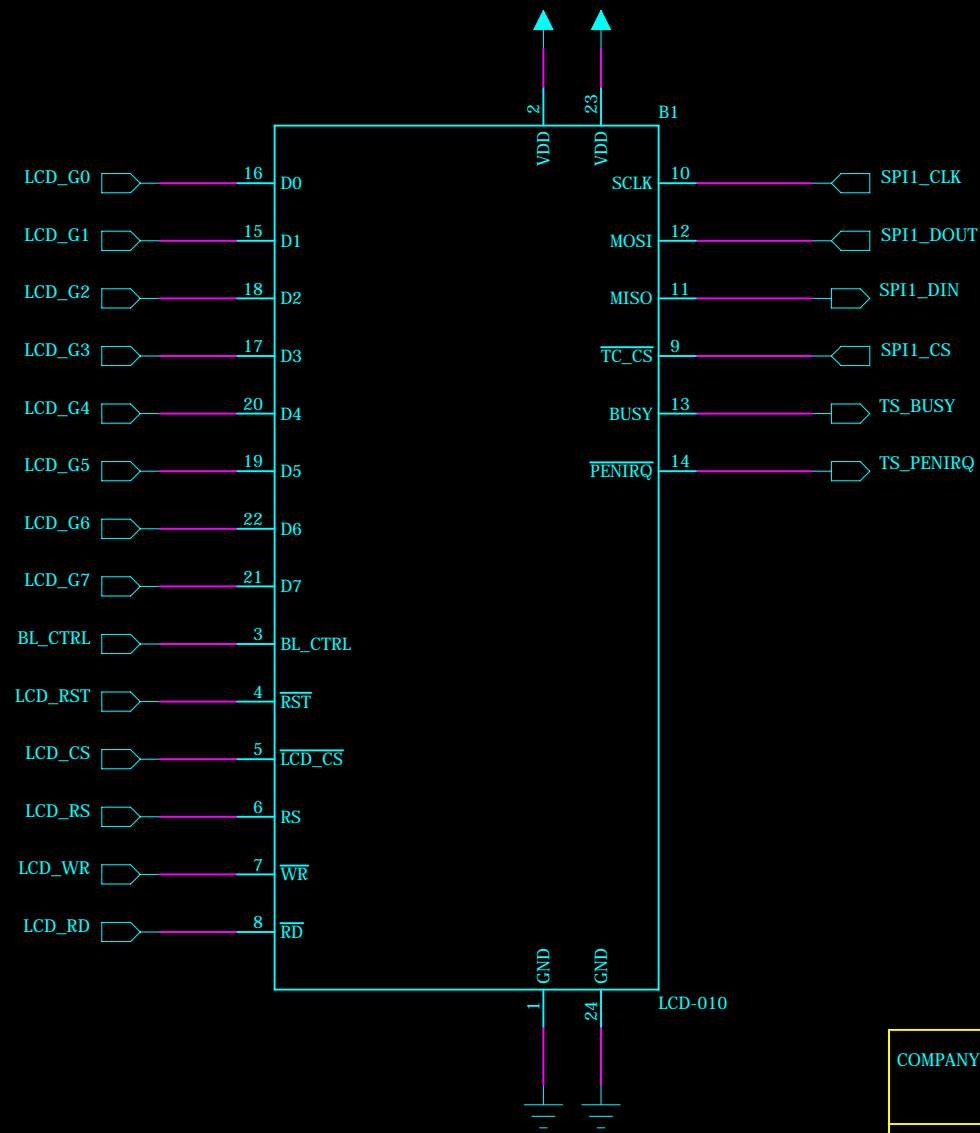 2
23
B1
VDD
VDD
LCD_G0 16 D0
SCLK 10 SPI1_CLK
LCD_G1 15 D1
MOSI 12 SPI1_DOUT
LCD_G2 18 D2
MISO 11 SPI1_DIN
LCD_G3 17 D3
TC_CS 9 SPI1_CS
LCD_G4 20 D4
BUSY 13 TS_BUSY
LCD_G5 19 D5
PENIRQ 14 TS_PENIRQ
LCD_G6 22 D6
LCD_G7 21 D7
BL_CTRL 3 BL_CTRL
LCD_RST 4 RST
LCD_CS 5 LCD_CS
LCD_RS 6 RS
LCD_WR 7 WR
LCD_RD 8 RD
GND
GND
1
24
LCD-010
COMPANY